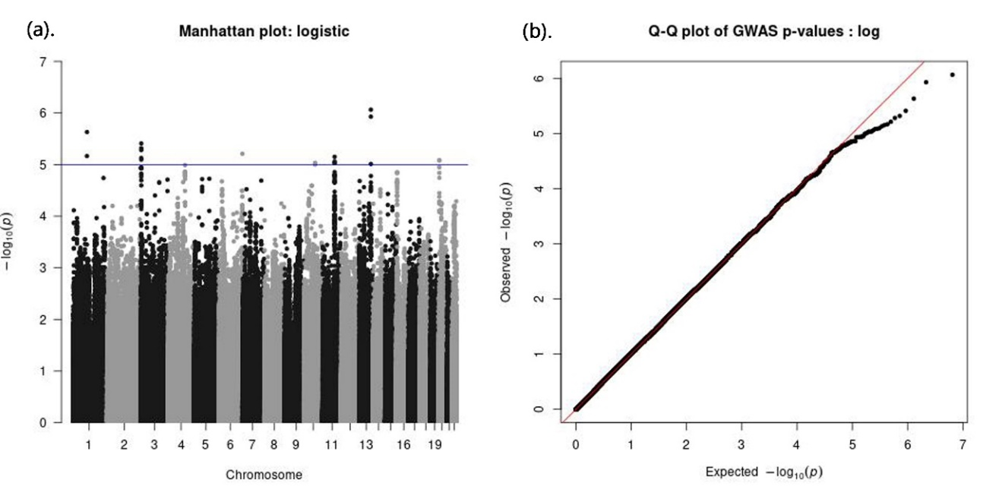 (a).
Manhattan plot: logistic
7
6
5
4
3
2
1
0
− log10(p)
1 2 3 4 5 6 7 8 9 11 13 16 19
Chromosome
(b).
Q-Q plot of GWAS p-values : log
6
5
4
3
2
1
0
Observed −log10(p)
0 1 2 3 4 5 6 7
Expected −log10(p)